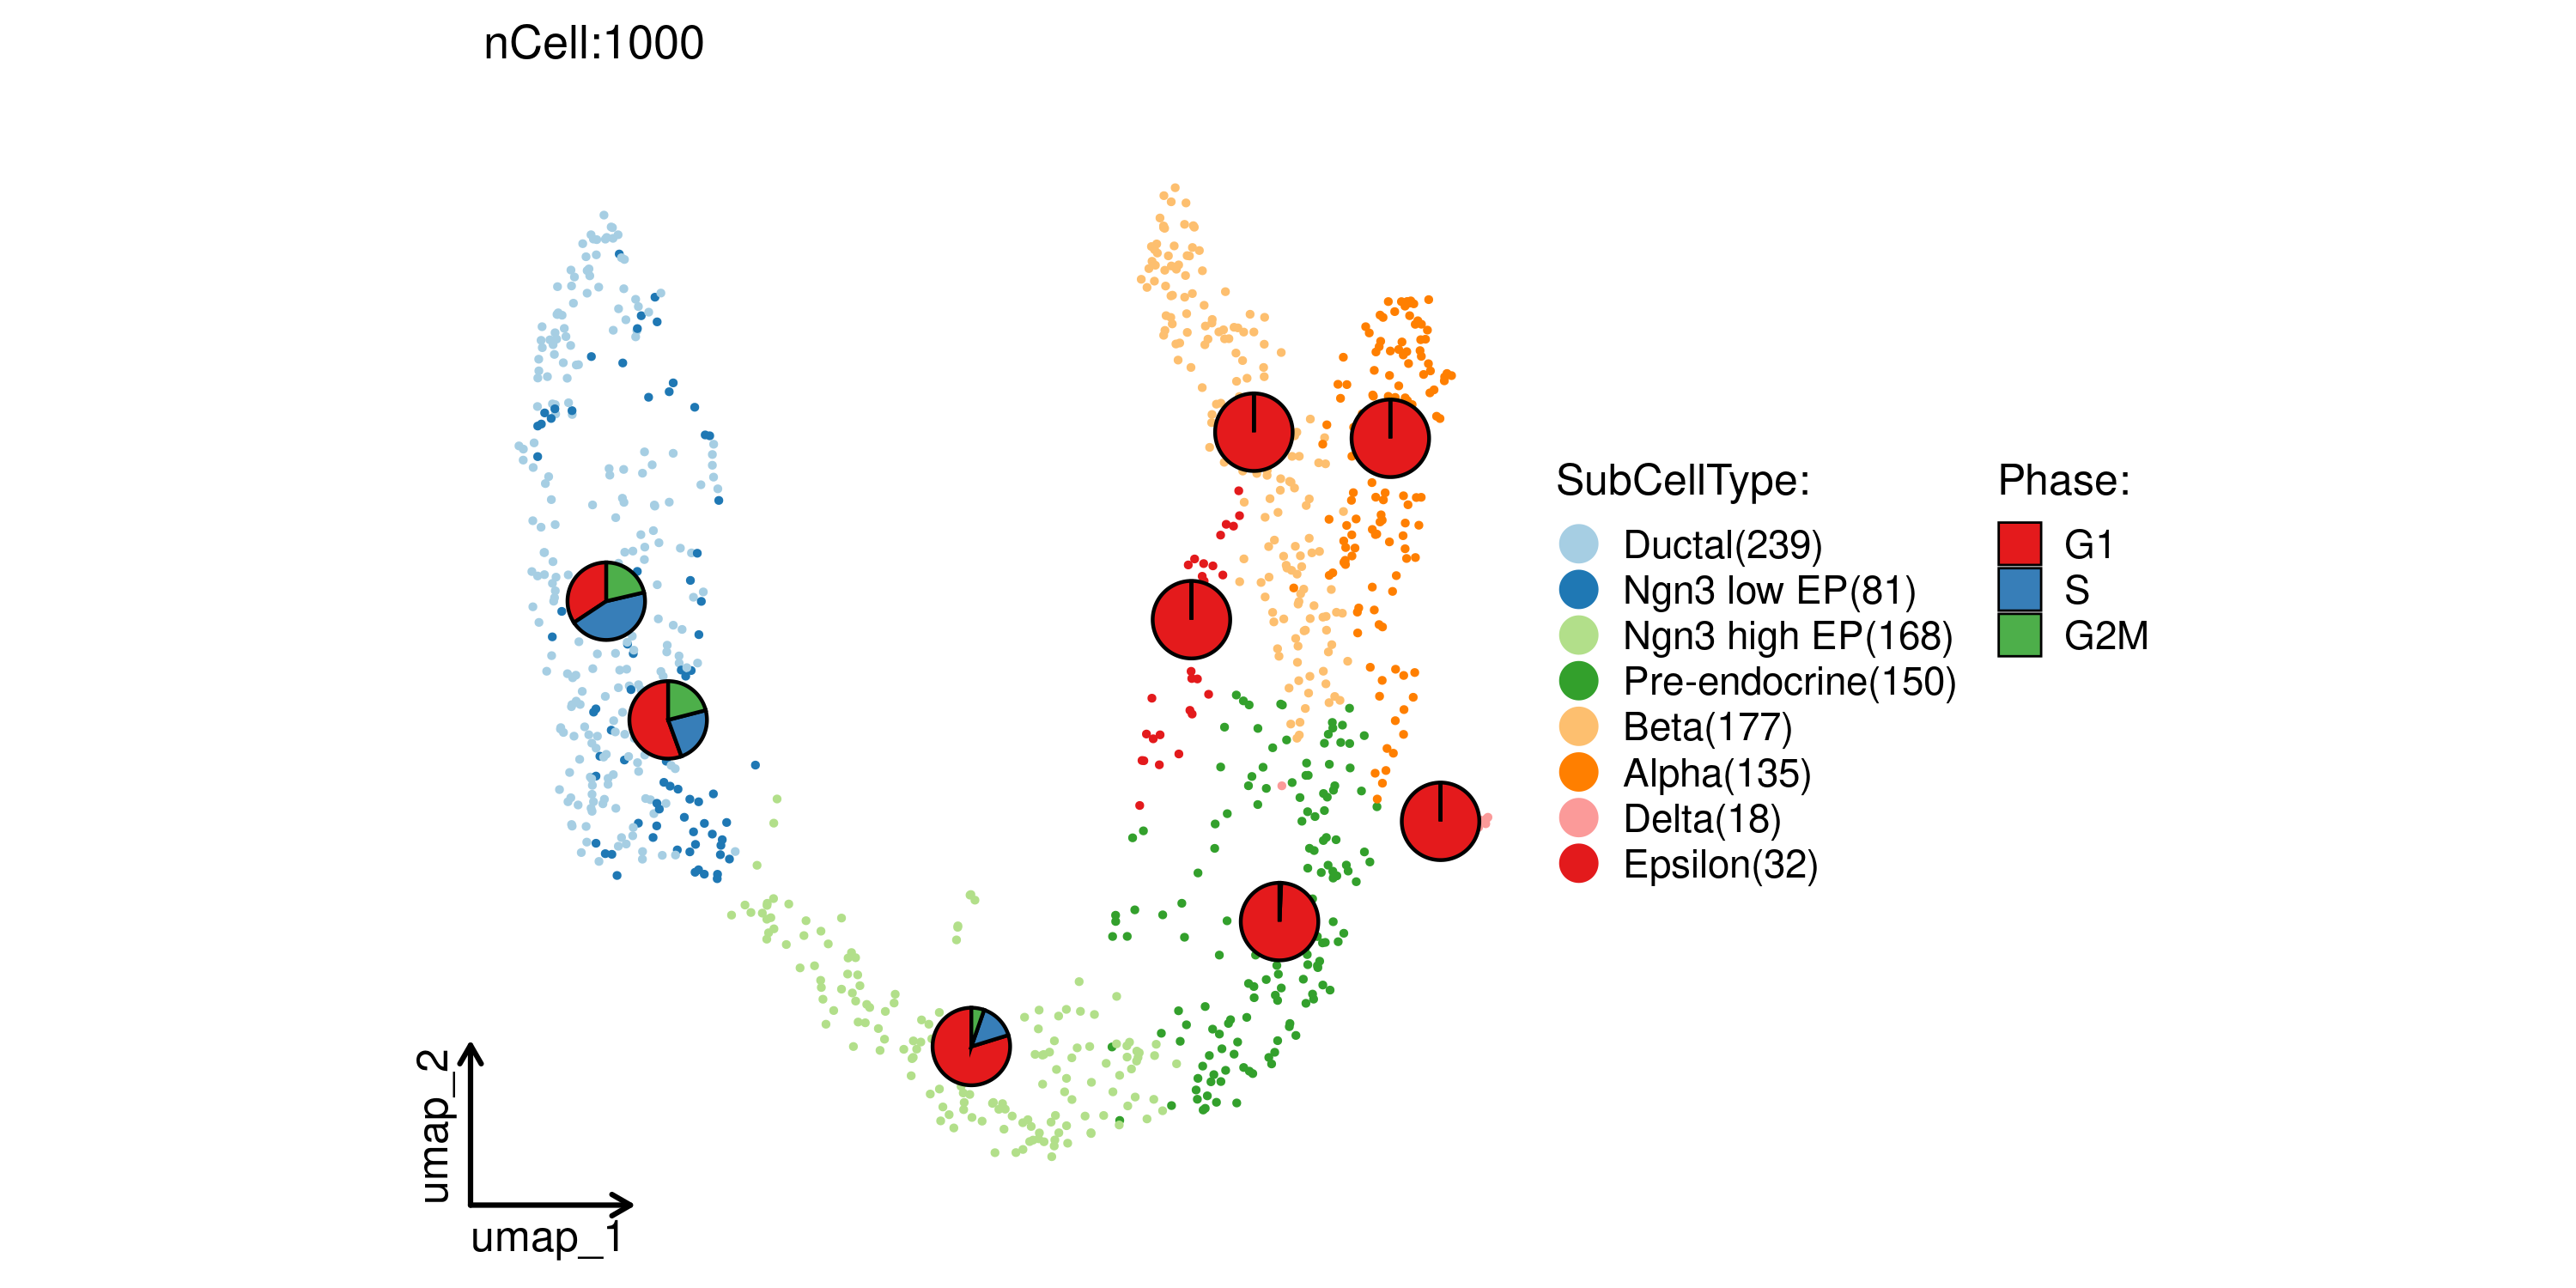 nCell:1000
SubCellType:
Ductal(239)
Ngn3 low EP(81)
Ngn3 high EP(168)
Pre-endocrine(150)
Beta(177)
Alpha(135)
Delta(18)
Epsilon(32)
Phase:
G1
S
G2M
umap_2
umap_1